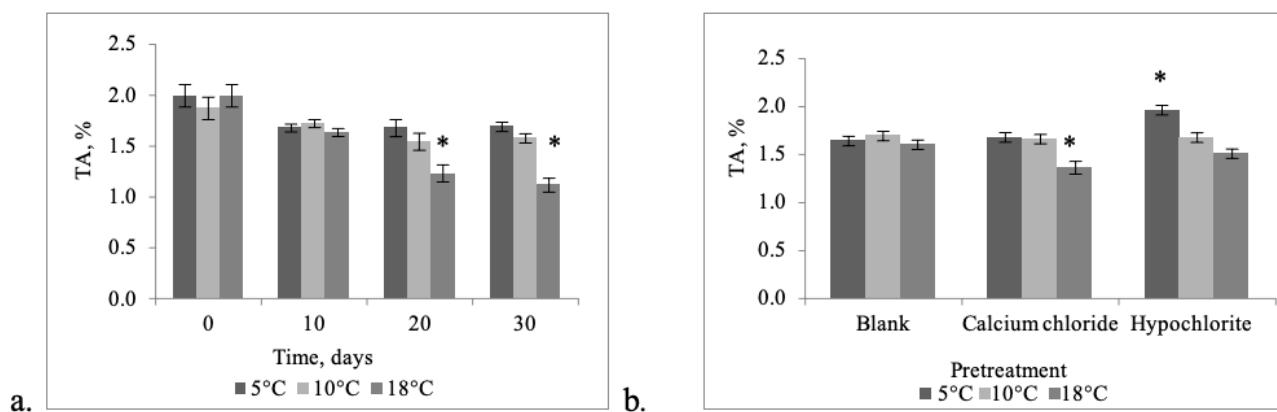 2.5
2.0
1.5
1.0
0.5
0.0
TA, %
*
*
0 10 20 30
Time, days
5°C 10°C 18°C
a.
2.5
2.0
1.5
1.0
0.5
0.0
TA, %
*
*
Blank Calcium chloride Hypochlorite
Pretreatment
5°C 10°C 18°C
b.